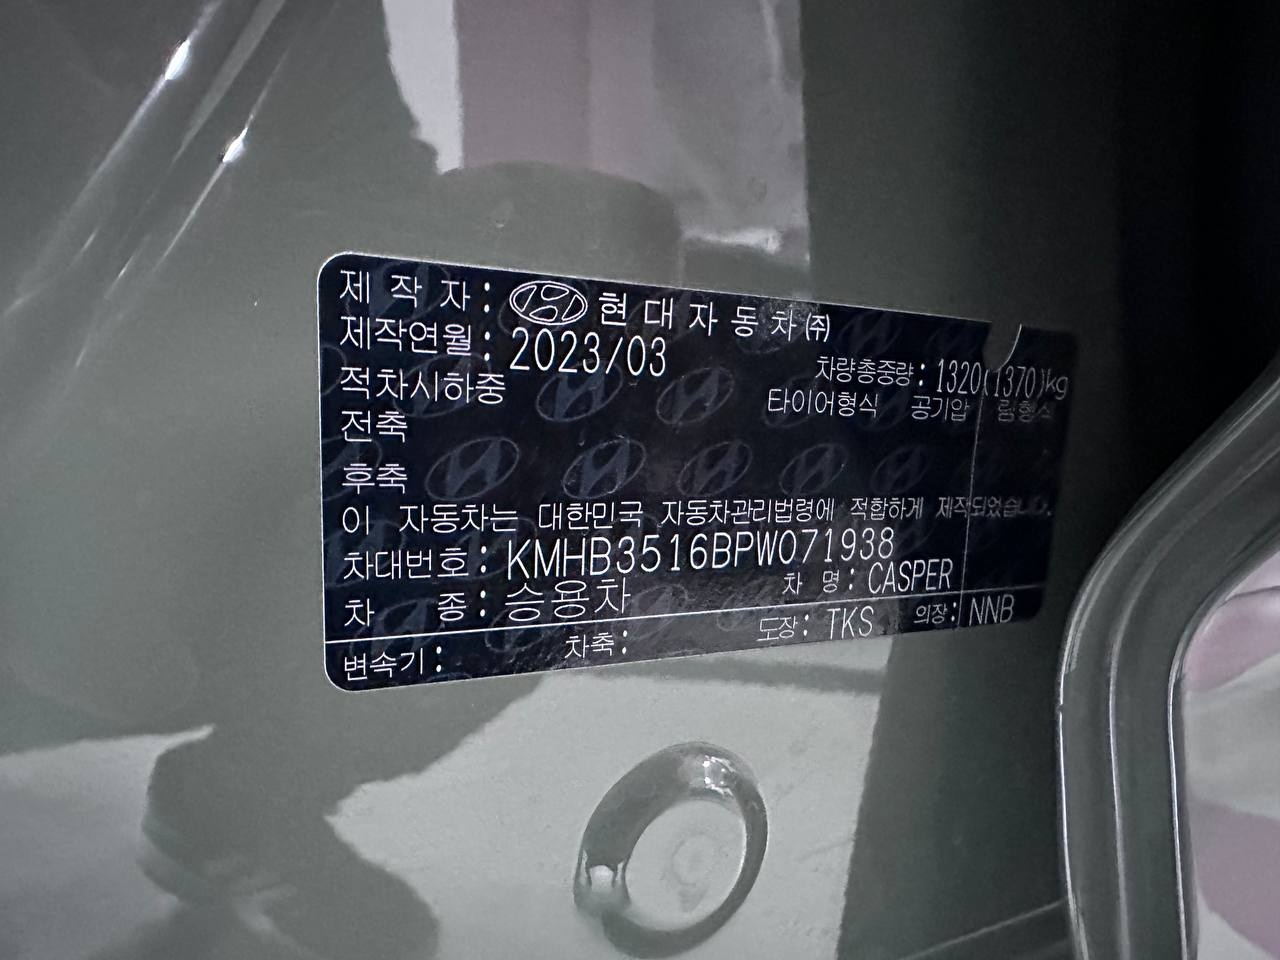 제 작 자 : 현 대 자 동 차 ㈜
제작연월 : 2023/03
차량총중량 : 1320(1370)kg
적차시하중 타이어형식 공기압 림형식
전축
후축
이 자동차는 대한민국 자동차관리법령에 적합하게 제작되었습니다.
차대번호 : KMHB3516BPW071938
차 종 : 승용차 차 명 : CASPER
변속기 : 차축 : 도장 : TKS 의장 : NNB